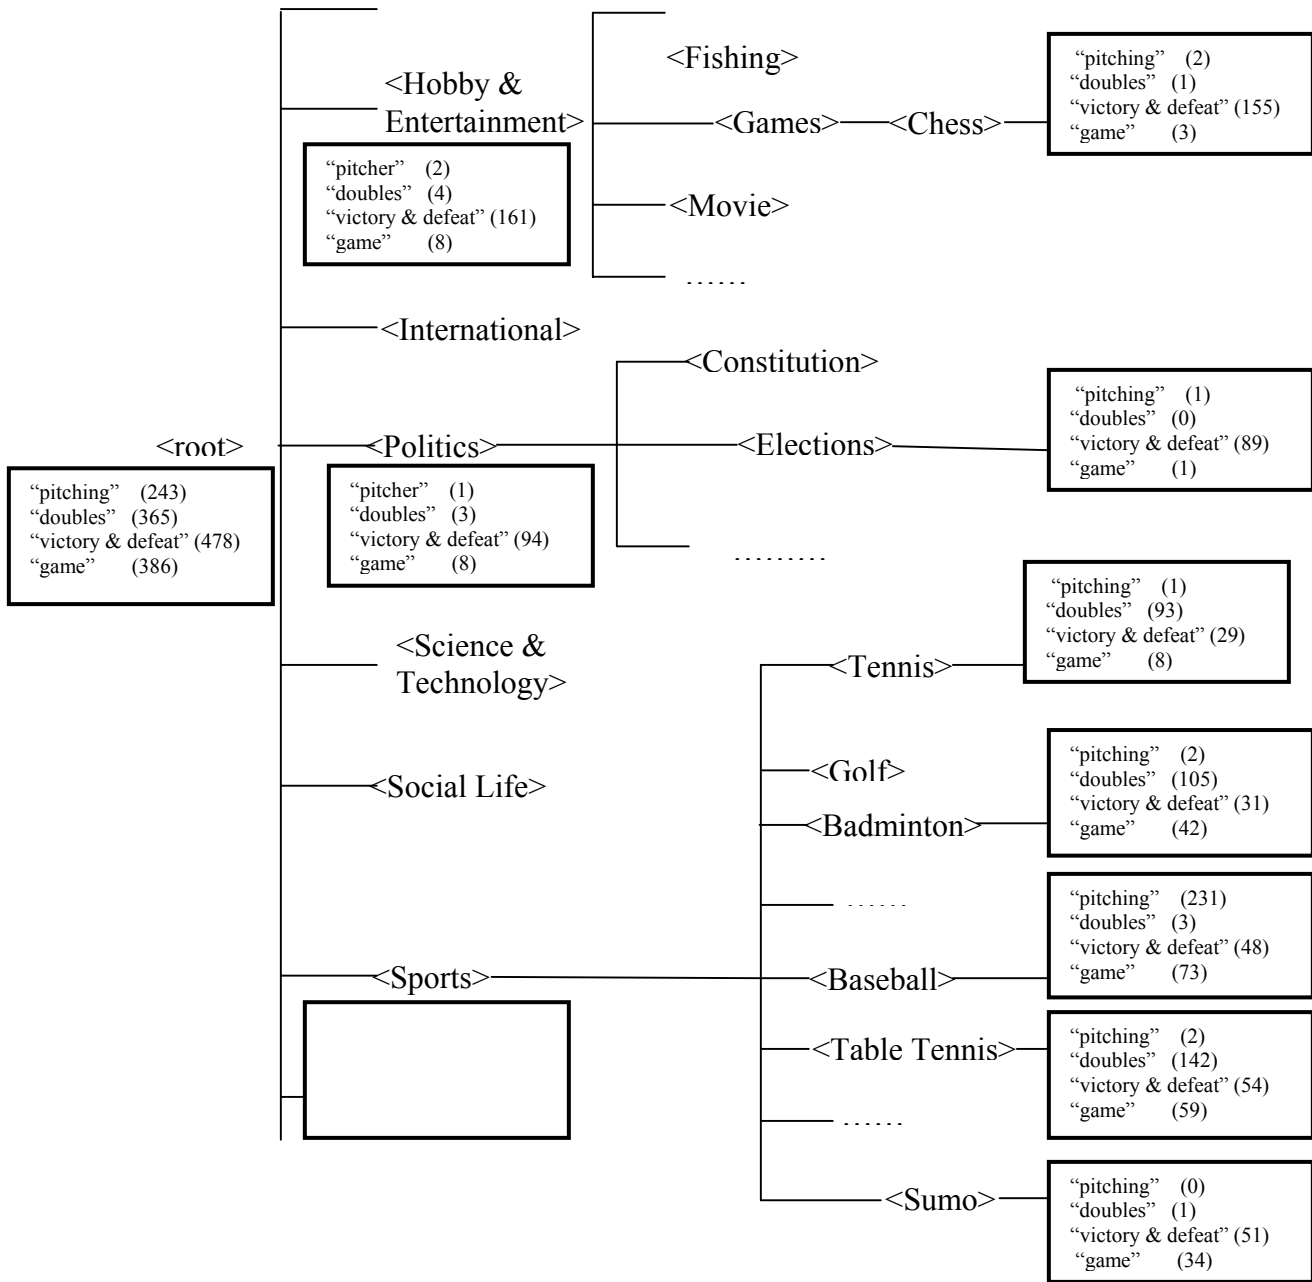 <Fishing>
<Hobby &
Entertainment>
<Games>
<Chess>
“pitching” (2)
“doubles” (1)
“victory & defeat” (155)
“game” (3)
“pitcher” (2)
“doubles” (4)
“victory & defeat” (161)
“game” (8)
<Movie>
......
<International>
<Constitution>
<root>
<Politics>
<Elections>
“pitching” (1)
“doubles” (0)
“victory & defeat” (89)
“game” (1)
“pitching” (243)
“doubles” (365)
“victory & defeat” (478)
“game” (386)
“pitcher” (1)
“doubles” (3)
“victory & defeat” (94)
“game” (8)
.........
<Science &
Technology>
<Tennis>
“pitching” (1)
“doubles” (93)
“victory & defeat” (29)
“game” (8)
<Social Life>
<Golf>
<Badminton>
“pitching” (2)
“doubles” (105)
“victory & defeat” (31)
“game” (42)
......
<Sports>
<Baseball>
“pitching” (231)
“doubles” (3)
“victory & defeat” (48)
“game” (73)
<Table Tennis>
“pitching” (2)
“doubles” (142)
“victory & defeat” (54)
“game” (59)
......
<Sumo>
“pitching” (0)
“doubles” (1)
“victory & defeat” (51)
“game” (34)